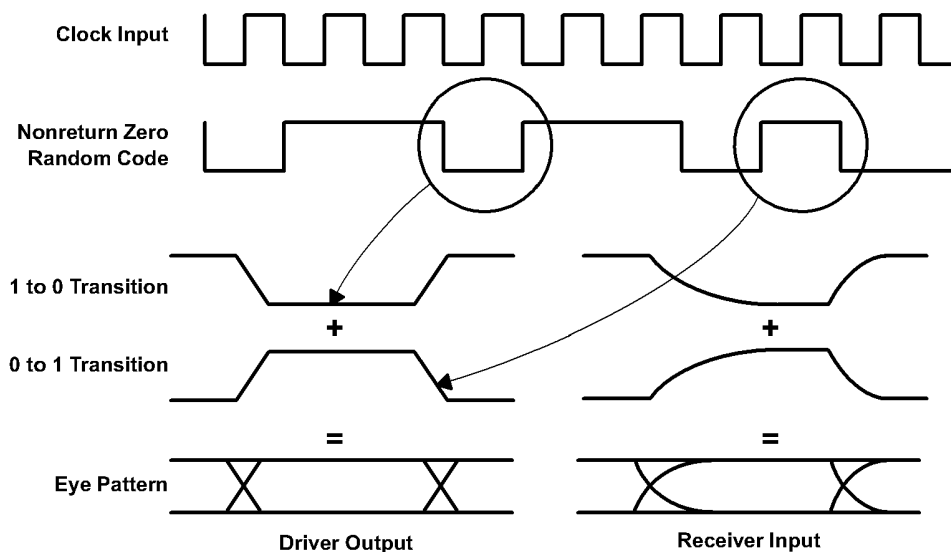 Clock Input
Nonreturn Zero
Random Code
1 to 0 Transition
+ +
0 to 1 Transition
= =
Eye Pattern
Driver Output Receiver Input